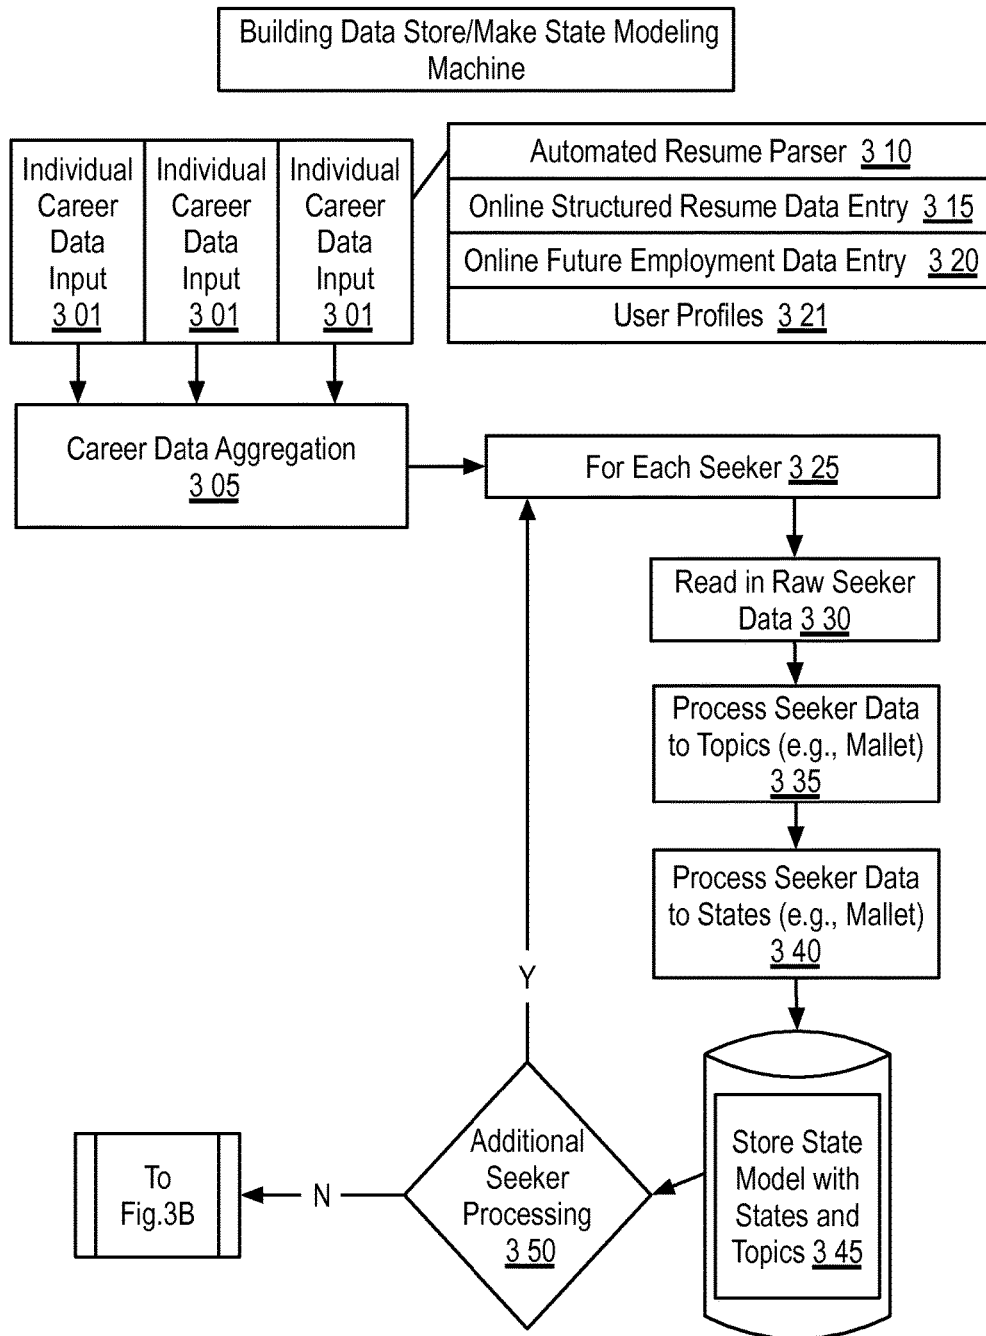 Building Data Store/Make State Modeling
Machine
Individual
Career
Data
Input
3 01
Individual
Career
Data
Input
3 01
Individual
Career
Data
Input
3 01
Automated Resume Parser 3 10
Online Structured Resume Data Entry 3 15
Online Future Employment Data Entry 3 20
User Profiles 3 21
Career Data Aggregation
3 05
For Each Seeker 3 25
Read in Raw Seeker
Data 3 30
Process Seeker Data
to Topics (e.g., Mallet)
3 35
Process Seeker Data
to States (e.g., Mallet)
3 40
Store State
Model with
States and
Topics 3 45
Additional
Seeker
Processing
3 50
Y
N
To
Fig.3B